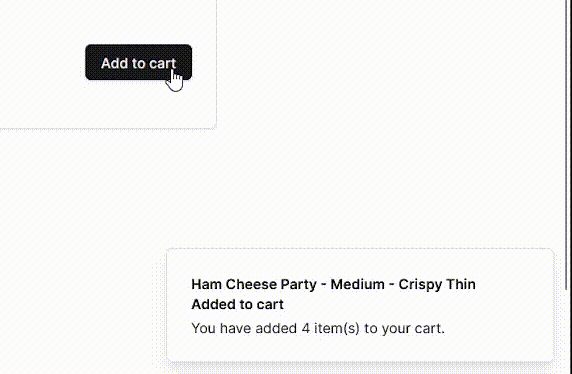 Add to cart
Ham Cheese Party - Medium - Crispy Thin
Added to cart
You have added 4 item(s) to your cart.